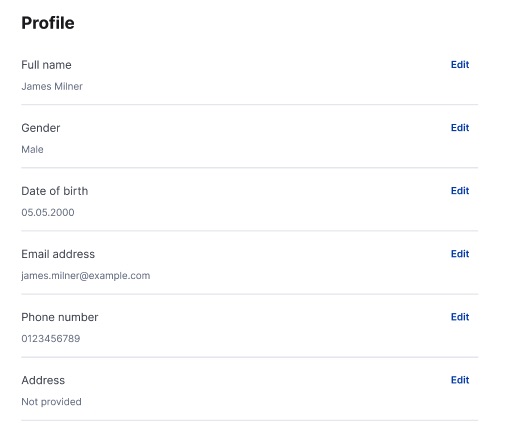 Profile
Full name Edit
James Milner
Gender Edit
Male
Date of birth Edit
05.05.2000
Email address Edit
james.milner@example.com
Phone number Edit
0123456789
Address Edit
Not provided